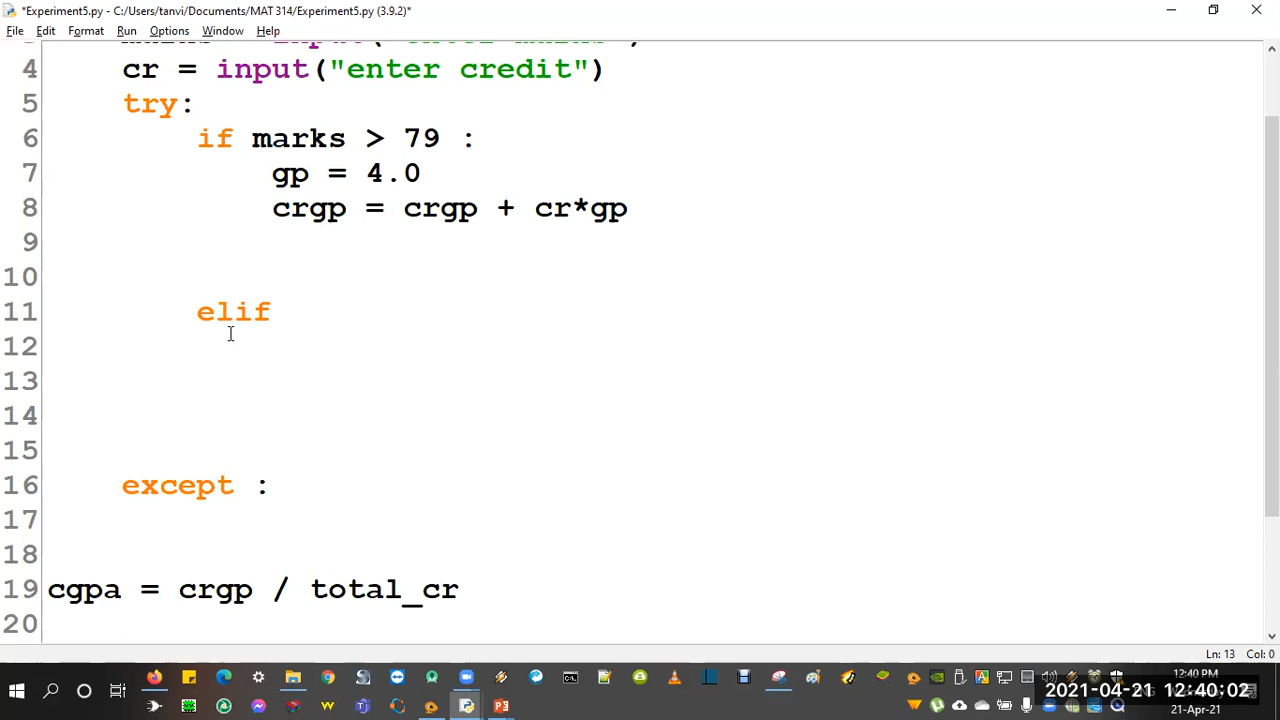 *Experiment5.py - C:/Users/tanvi/Documents/MAT 314/Experiment5.py (3.9.2)*
File Edit Format Run Options Window Help
4 cr = input("enter credit")
5 try:
6 if marks > 79 :
7 gp = 4.0
8 crgp = crgp + cr*gp
9
10
11 elif
12
13
14
15
16 except :
17
18
19 cgpa = crgp / total_cr
20
Ln: 13 Col: 0
12:40 PM
2021-04-21 12:40:02
21-Apr-21